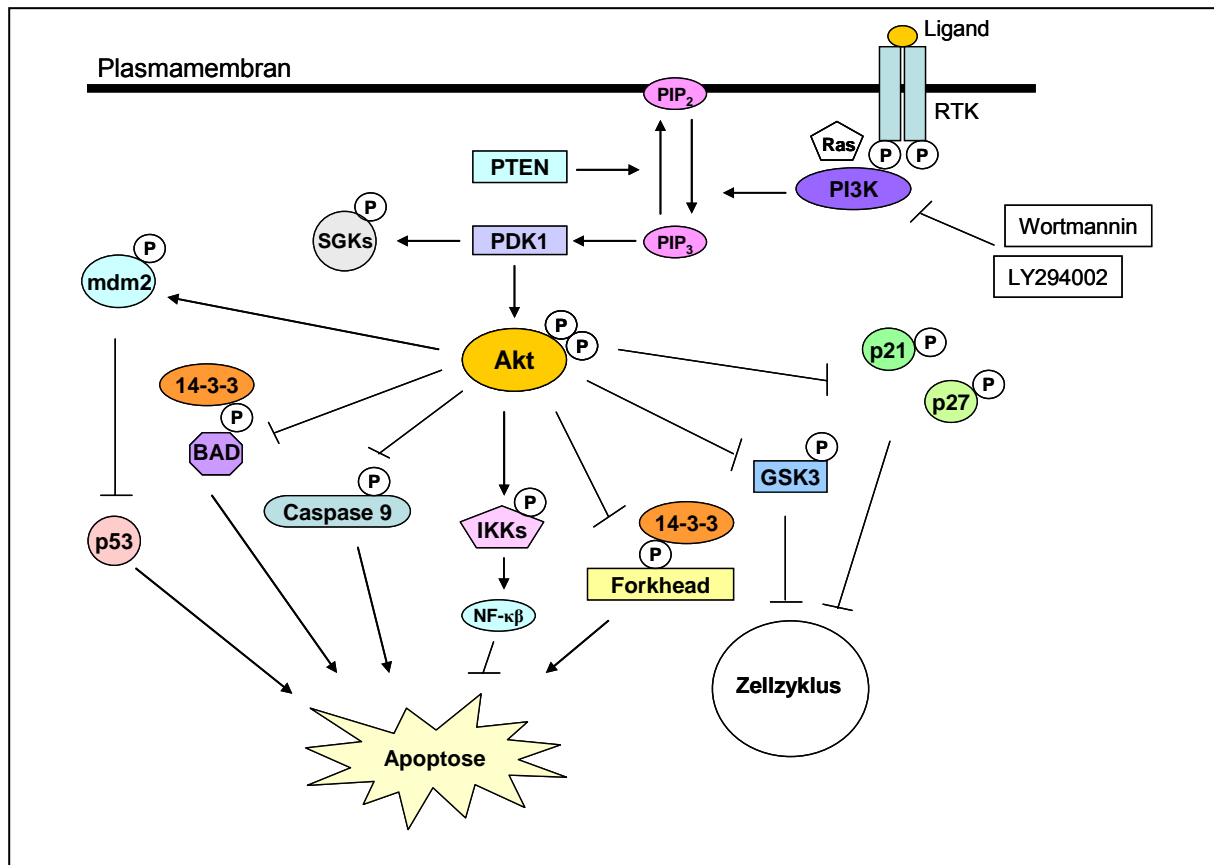 Ligand
Plasmamembran
PIP2
RTK
Ras
P P
PTEN
PI3K
P
Wortmannin
SGKs
PDK1
PIP3
P
LY294002
mdm2
P
P
Akt
p21 P
14-3-3
P
p27
P
BAD
P
GSK3
P
Caspase 9
P
IKKs
14-3-3
p53
P
Forkhead
NF-κβ
Zellzyklus
Apoptose